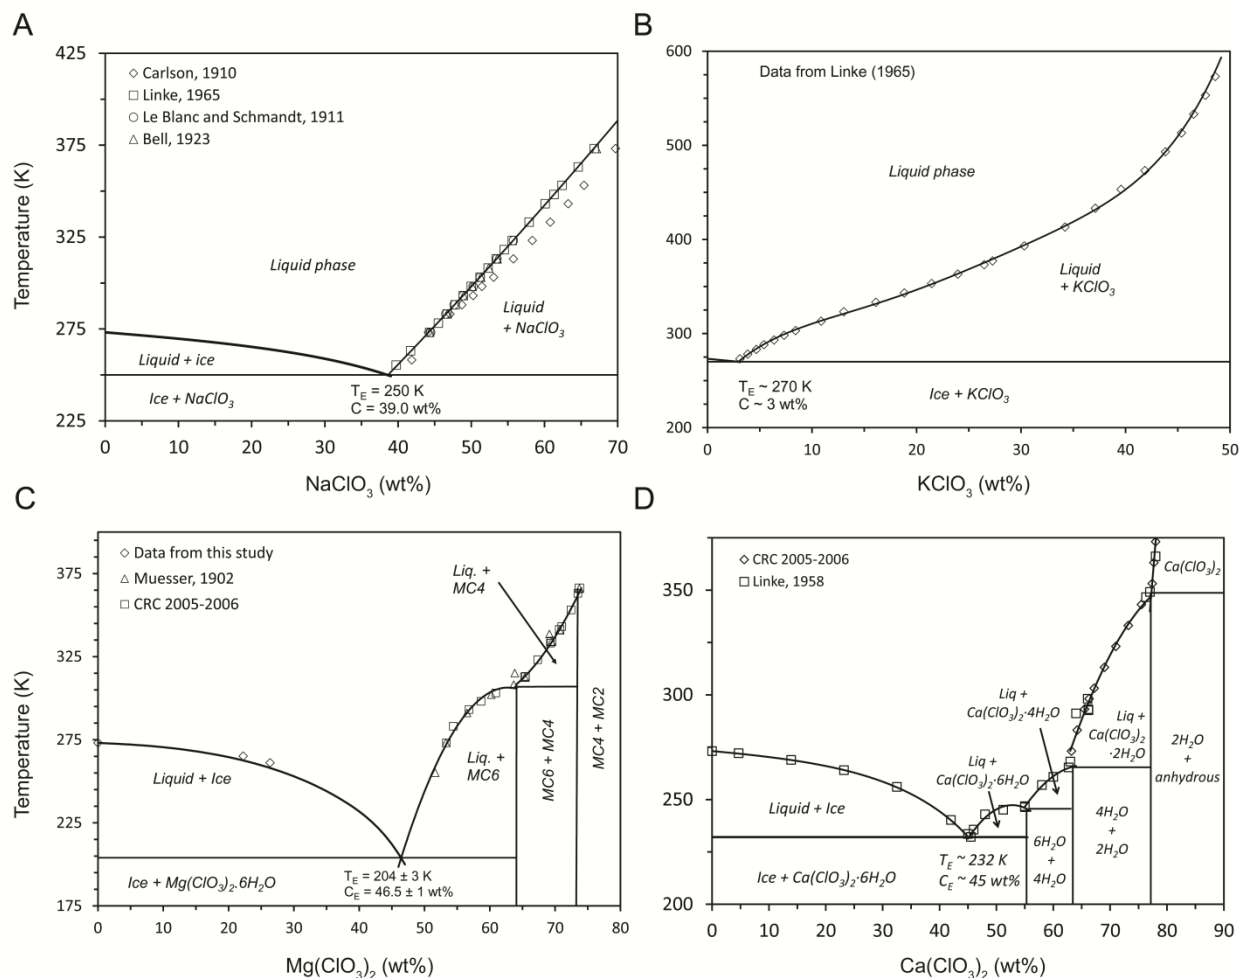 A
425
375
325
275
225
Temperature (K)
Carlson, 1910
Linke, 1965
Le Blanc and Schmandt, 1911
Bell, 1923
Liquid phase
Liquid
+ NaClO₃
Liquid + ice
Ice + NaClO₃
T_E = 250 K
C = 39.0 wt%
0 10 20 30 40 50 60 70
NaClO₃ (wt%)
B
600
500
400
300
200
Temperature (K)
Data from Linke (1965)
Liquid phase
Liquid
+ KClO₃
T_E ~ 270 K
C ~ 3 wt%
Ice + KClO₃
0 10 20 30 40 50
KClO₃ (wt%)
C
375
325
275
225
175
Temperature (K)
Data from this study
Muesser, 1902
CRC 2005-2006
Liq. +
MC4
Liquid + Ice
Liq. +
MC6
MC6 + MC4
MC4 + MC2
Ice + Mg(ClO₃)₂.6H₂O
T_E = 204 ± 3 K
C_E = 46.5 ± 1 wt%
0 10 20 30 40 50 60 70 80
Mg(ClO₃)₂ (wt%)
D
350
300
250
200
Temperature (K)
CRC 2005-2006
Linke, 1958
Ca(ClO₃)₂
Liq +
Ca(ClO₃)₂·4H₂O
Liq +
Ca(ClO₃)₂
·2H₂O
Liq +
Ca(ClO₃)₂·6H₂O
2H₂O
+
anhydrous
Liquid + Ice
4H₂O
+
2H₂O
6H₂O
+
4H₂O
T_E ~ 232 K
C_E ~ 45 wt%
Ice + Ca(ClO₃)₂·6H₂O
0 10 20 30 40 50 60 70 80 90
Ca(ClO₃)₂ (wt%)